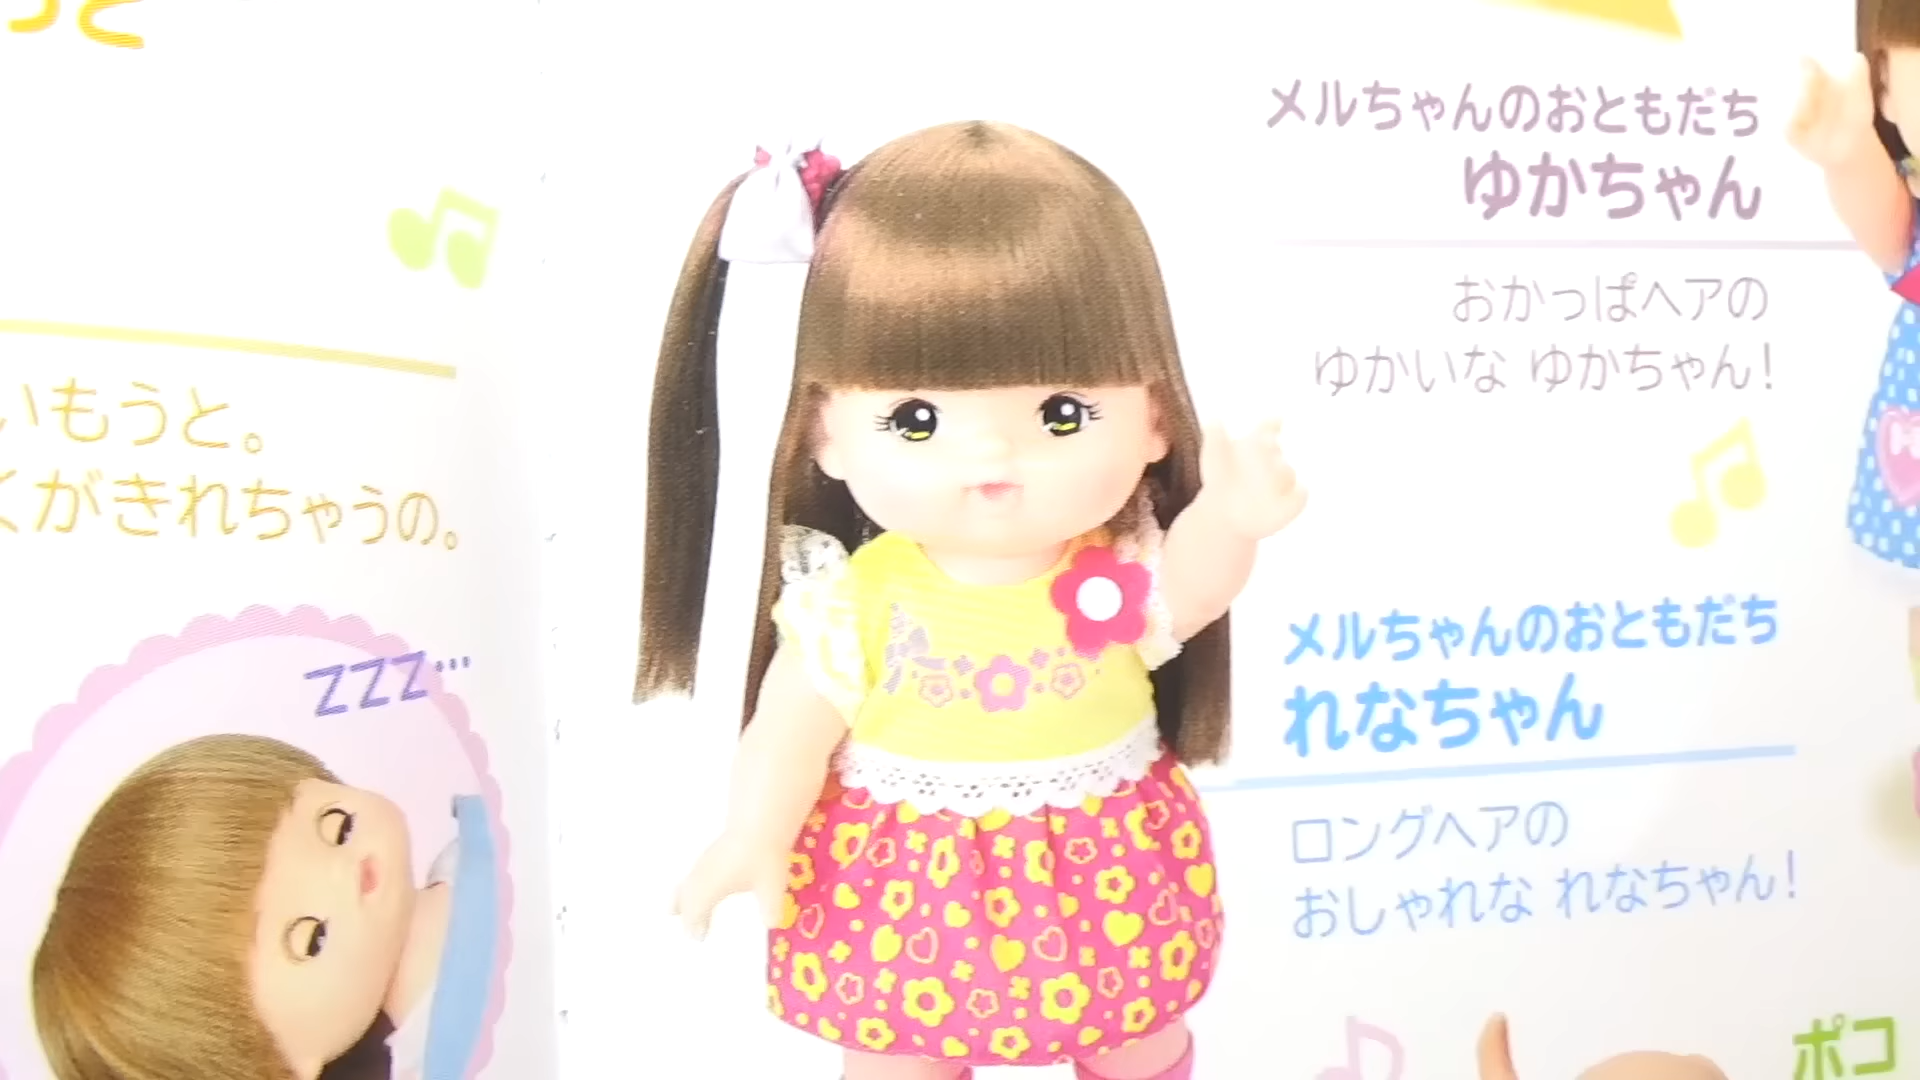 いもうと。
がきれちゃうの。
ZZZ…
メルちゃんのおともだち
ゆかちゃん
おかっぱヘアの
ゆかいな ゆかちゃん!
メルちゃんのおともだち
れなちゃん
ロングヘアの
おしゃれな れなちゃん!
ポコ